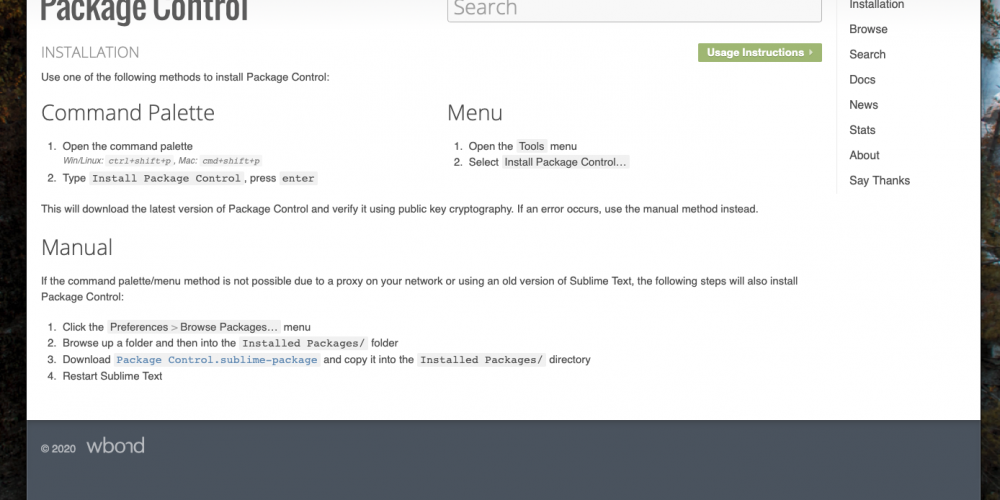 Package Control
Search
INSTALLATION
Usage Instructions ›
Use one of the following methods to install Package Control:
Command Palette
1. Open the command palette
Win/Linux: ctrl+shift+p , Mac: cmd+shift+p
2. Type Install Package Control , press enter
Menu
1. Open the Tools menu
2. Select Install Package Control…
This will download the latest version of Package Control and verify it using public key cryptography. If an error occurs, use the manual method instead.
Manual
If the command palette/menu method is not possible due to a proxy on your network or using an old version of Sublime Text, the following steps will also install
Package Control:
1. Click the Preferences > Browse Packages… menu
2. Browse up a folder and then into the Installed Packages/ folder
3. Download Package Control.sublime-package and copy it into the Installed Packages/ directory
4. Restart Sublime Text
Installation
Browse
Search
Docs
News
Stats
About
Say Thanks
© 2020 wbond